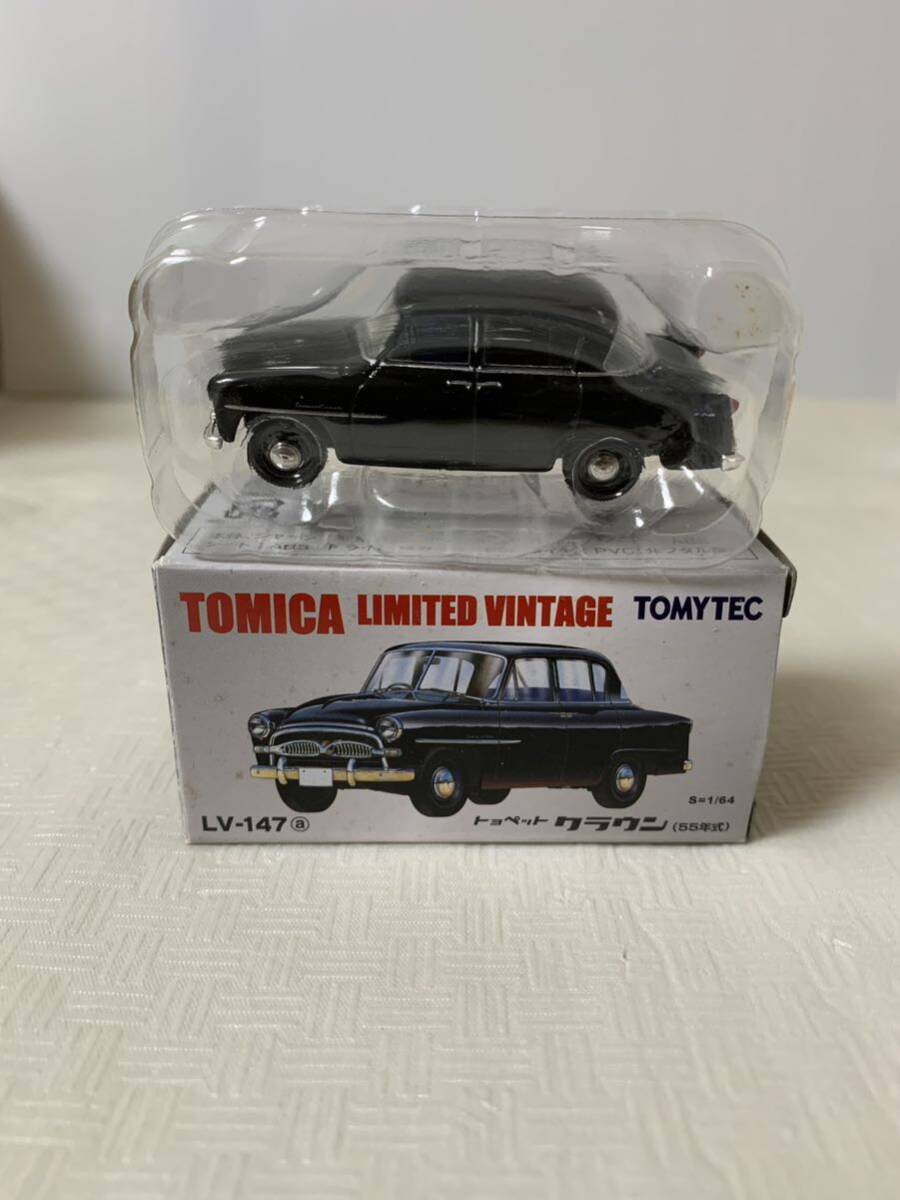 TOMICA LIMITED VINTAGE TOMYTEC
S=1/64
LV-147ⓐ トヨペット クラウン (55年式)